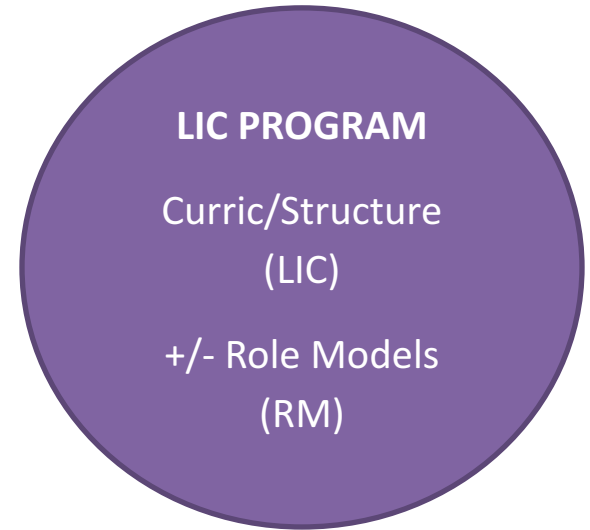 LIC PROGRAM
Curric/Structure
(LIC)
+/- Role Models
(RM)